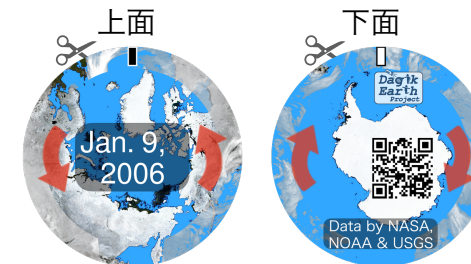 上面
下面
Jan. 9,
2006
Dagik
Earth
Project
Data by NASA,
NOAA & USGS